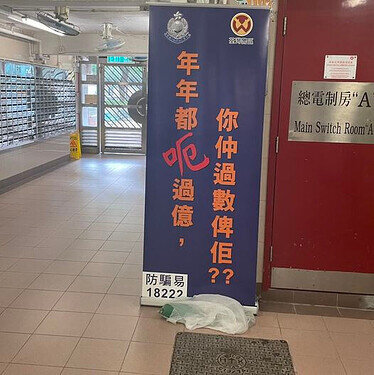 年年都呃過億，
你仲過數俾佢??
防騙易
18222
總電制房"A"
Main Switch Room"A